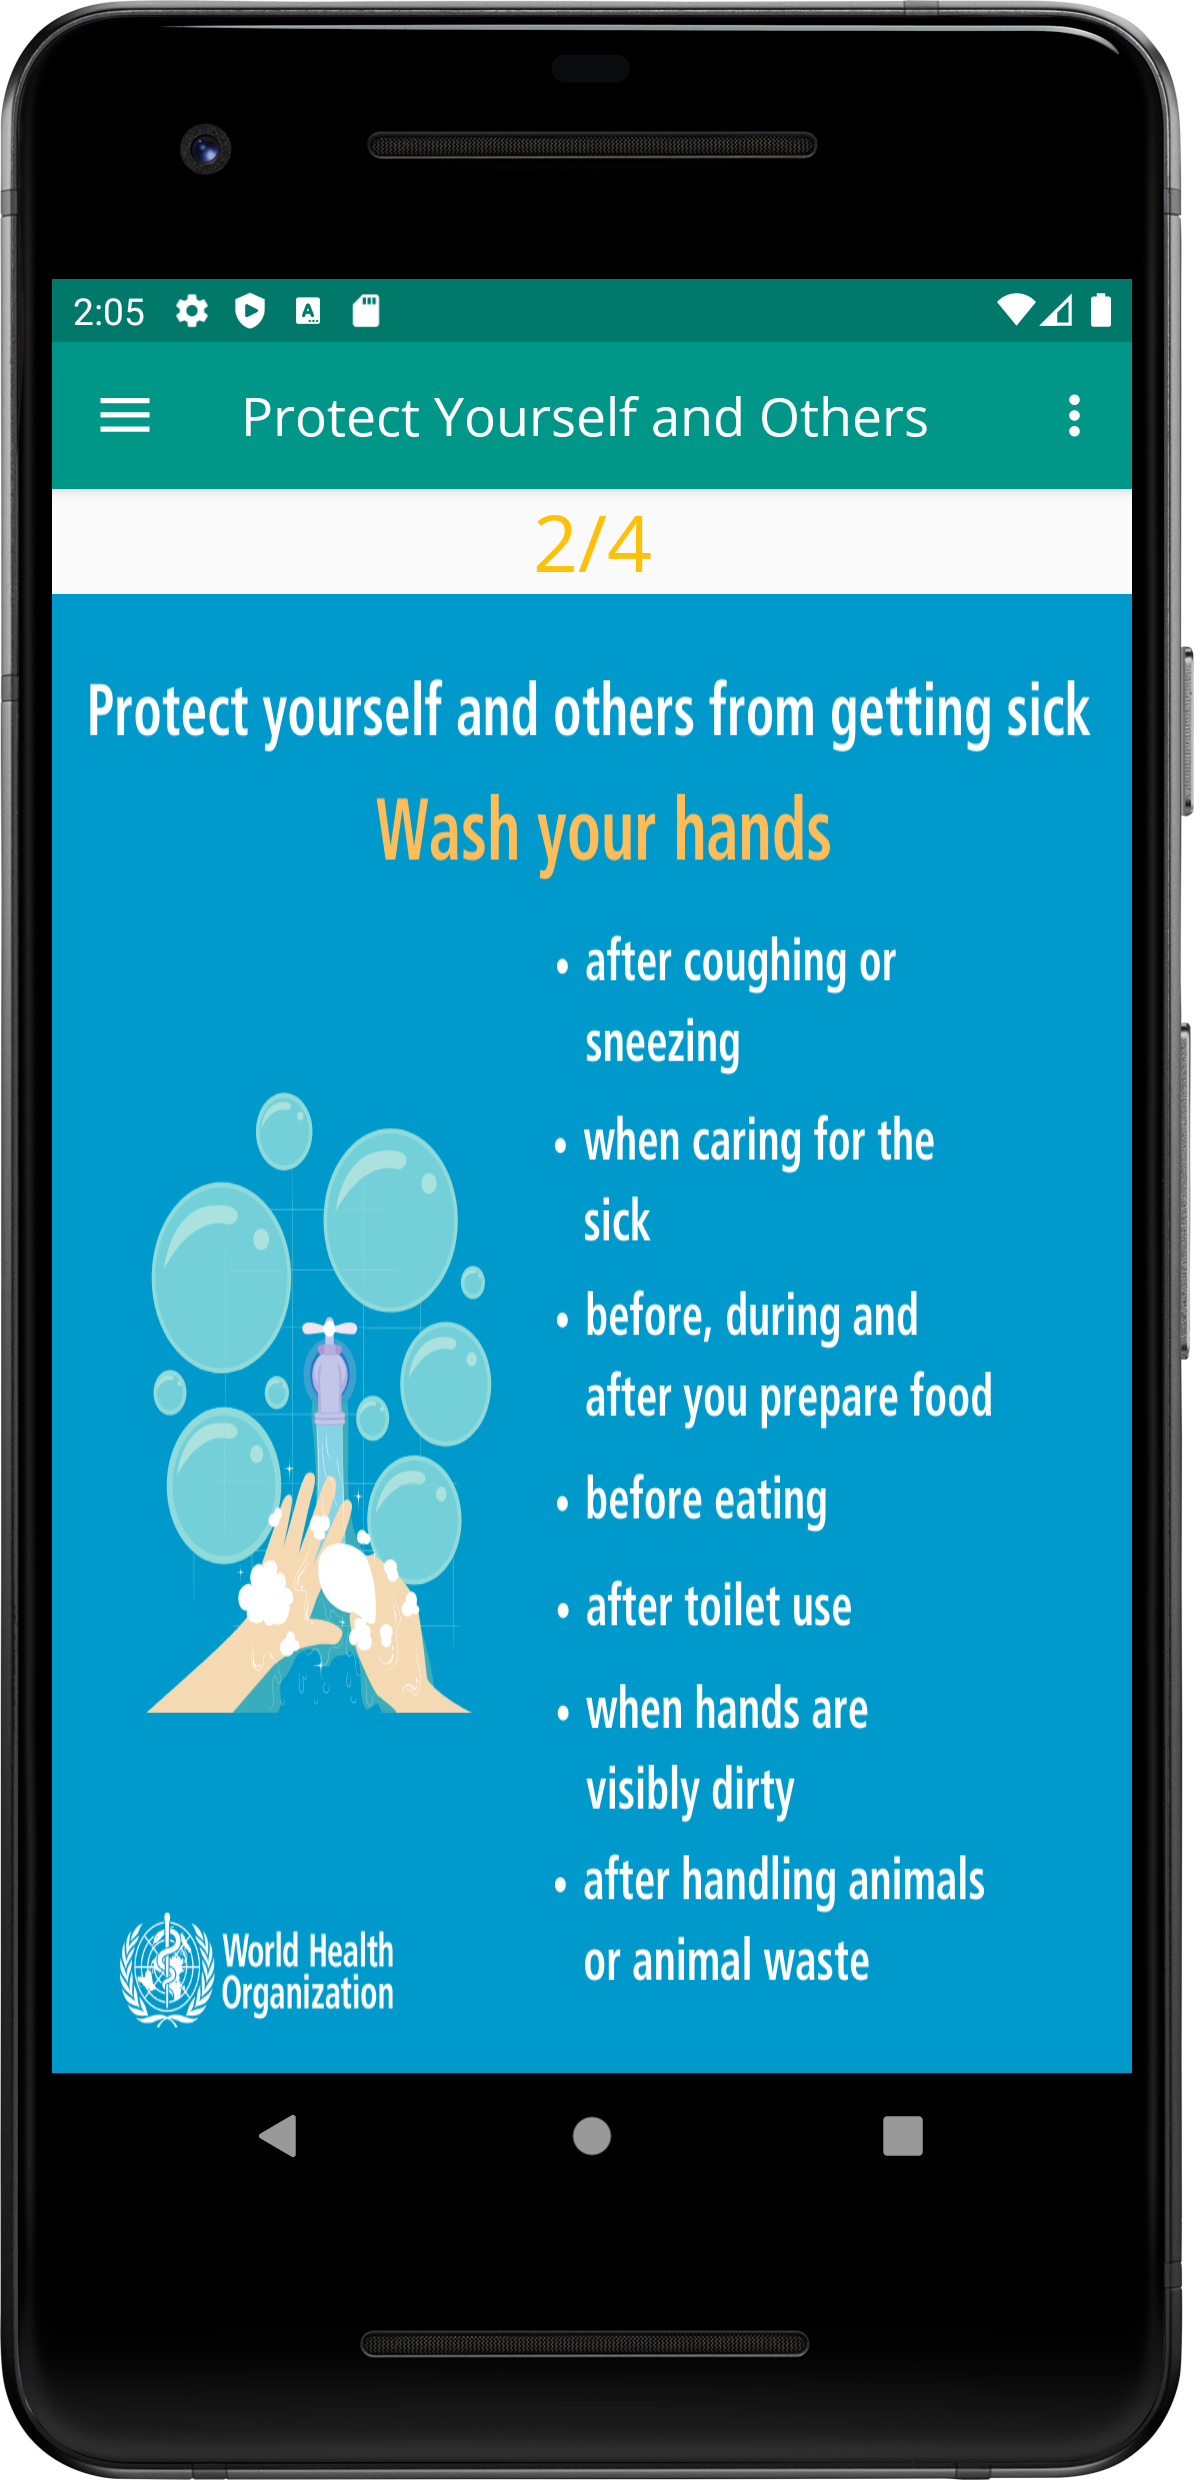 2:05
Protect Yourself and Others
2/4
Protect yourself and others from getting sick
Wash your hands
• after coughing or
sneezing
• when caring for the
sick
• before, during and
after you prepare food
• before eating
• after toilet use
• when hands are
visibly dirty
• after handling animals
or animal waste
World Health
Organization